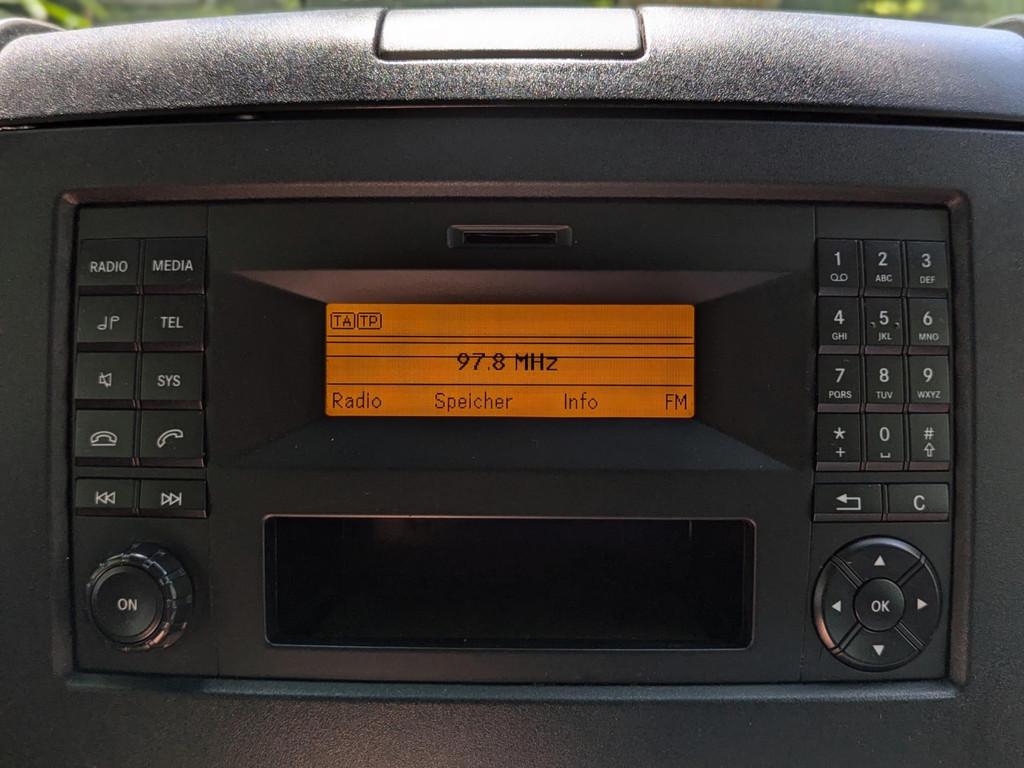 RADIO MEDIA
TEL
SYS
ON
TA TP
97.8 MHz
Radio Speicher Info FM
1 2 ABC 3 DEF
4 GHI 5 JKL 6 MNO
7 PQRS 8 TUV 9 WXYZ
* + 0 #
C
OK